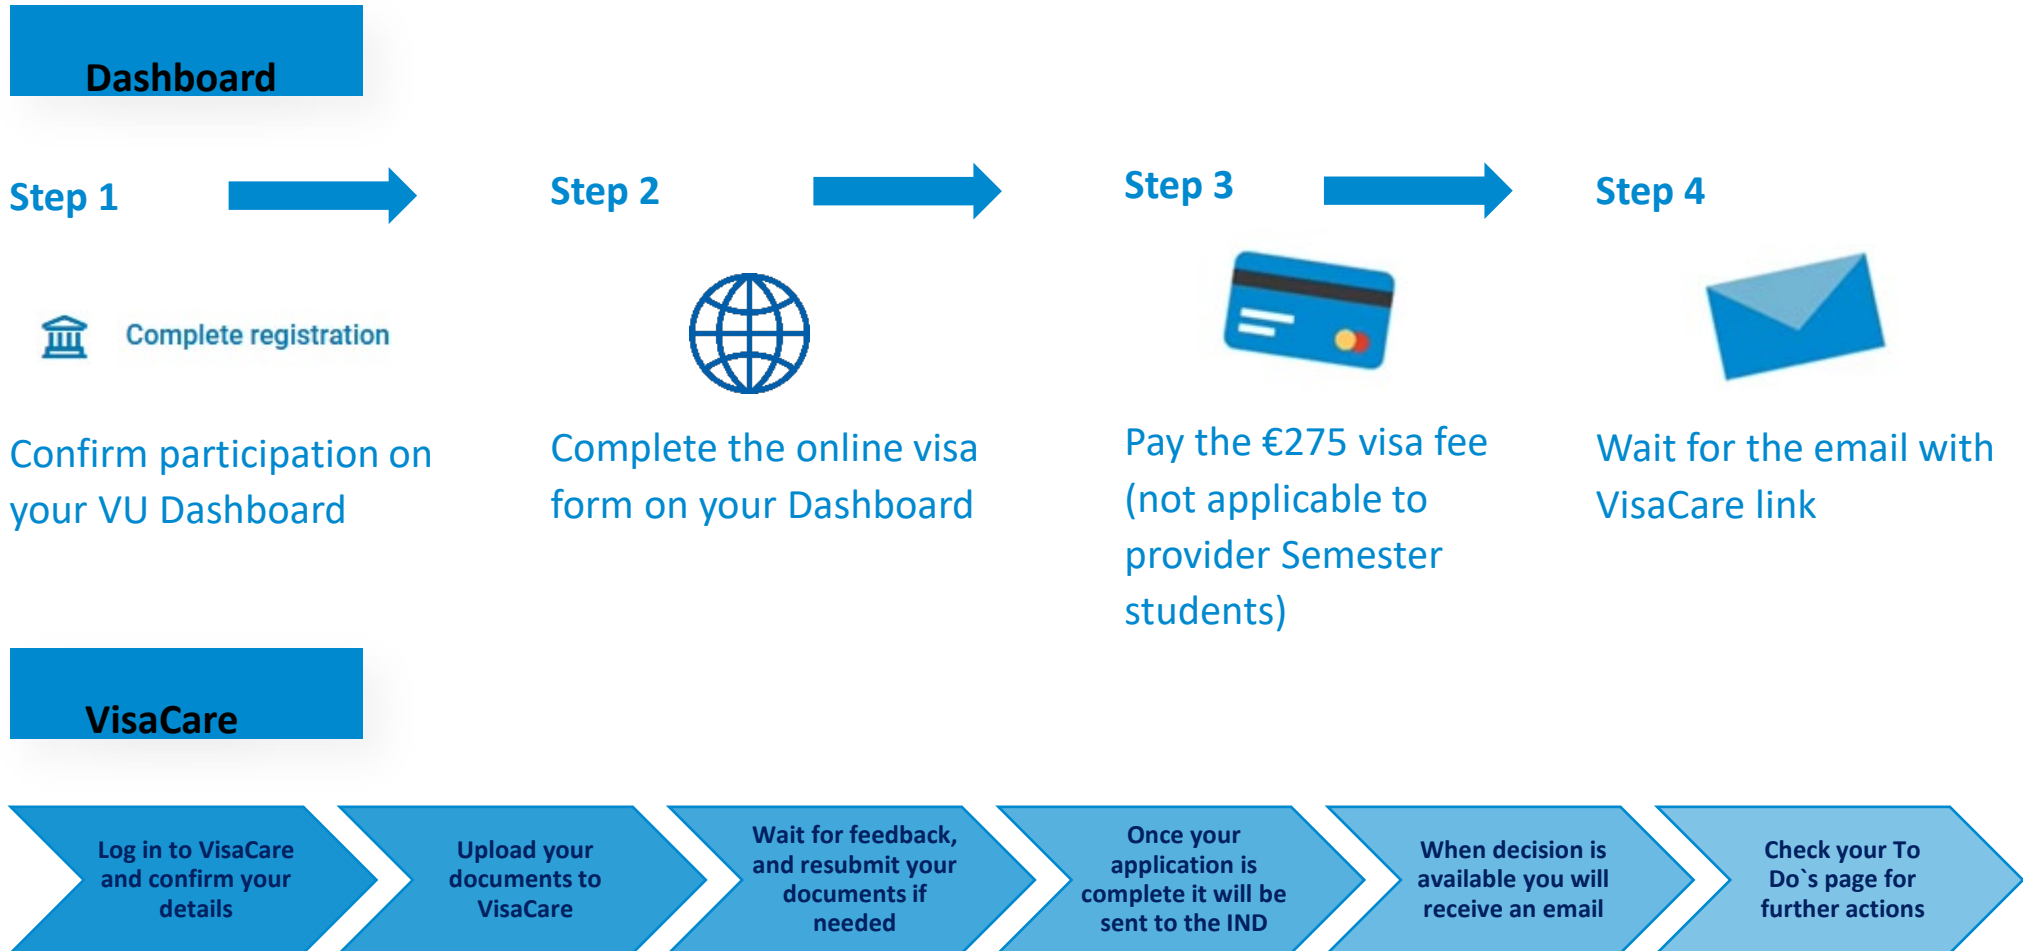 Dashboard
Step 1
Step 2
Step 3
Step 4
Complete registration
Confirm participation on
your VU Dashboard
Complete the online visa
form on your Dashboard
Pay the €275 visa fee
(not applicable to
provider Semester
students)
Wait for the email with
VisaCare link
VisaCare
Log in to VisaCare
and confirm your
details
Upload your
documents to
VisaCare
Wait for feedback,
and resubmit your
documents if
needed
Once your
application is
complete it will be
sent to the IND
When decision is
available you will
receive an email
Check your To
Do`s page for
further actions